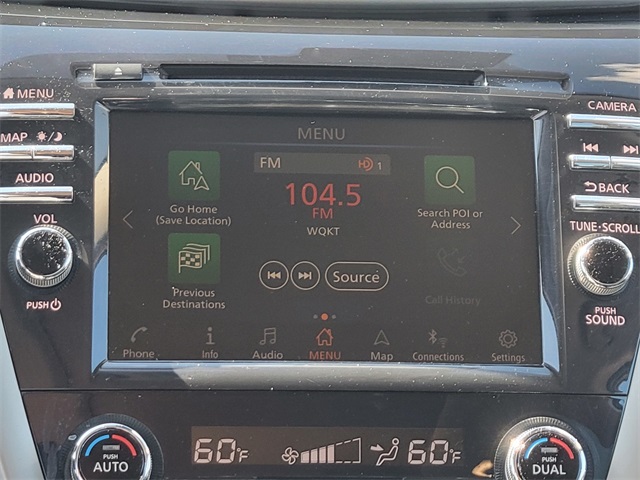 MENU
MAP
AUDIO
VOL
PUSH
CAMERA
BACK
TUNE·SCROLL
PUSH
SOUND
MENU
FM
HD 1
104.5
FM
WQKT
Go Home
(Save Location)
Search POI or
Address
Previous
Destinations
Source
Call History
Phone
Info
Audio
MENU
Map
Connections
Settings
PUSH
AUTO
60°F
60°F
PUSH
DUAL